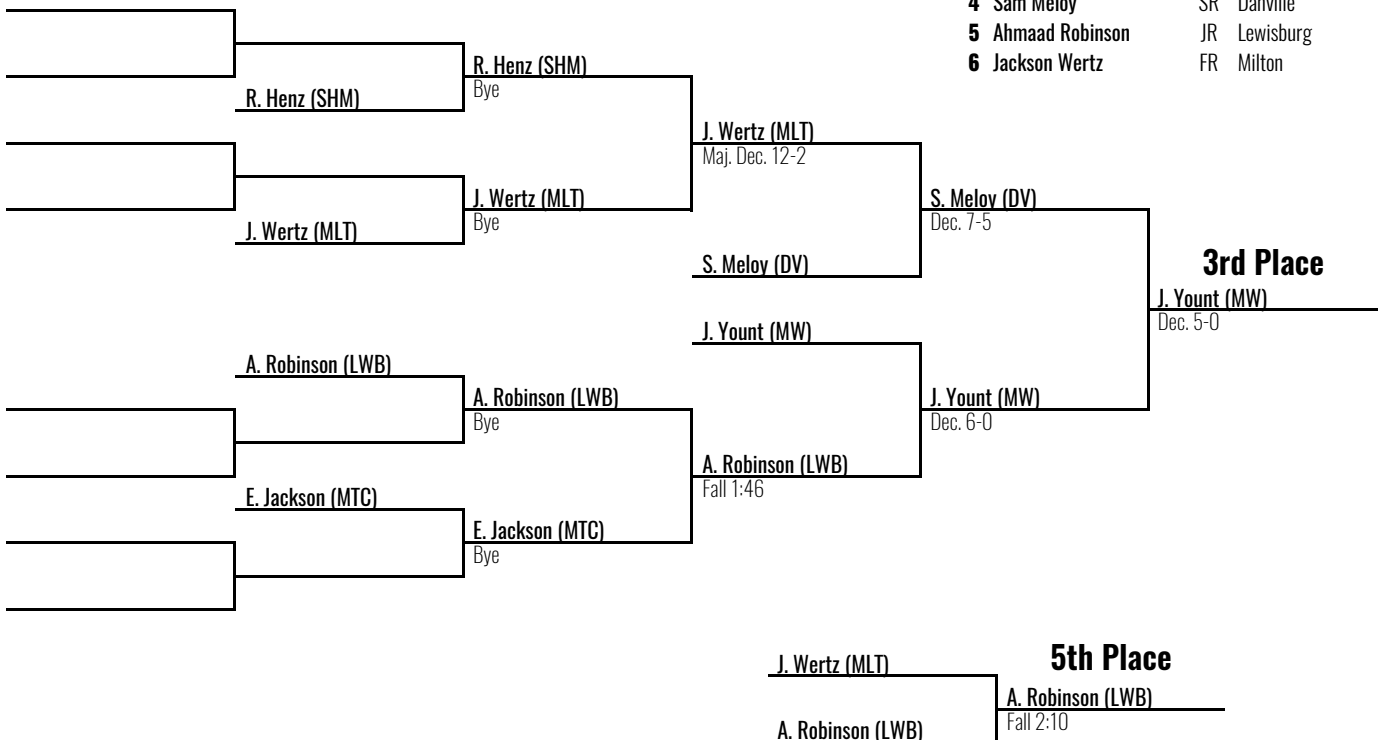 4 Sam Meloy SR Danville
5 Ahmaad Robinson JR Lewisburg
6 Jackson Wertz FR Milton
R. Henz (SHM)
Bye
R. Henz (SHM)
J. Wertz (MLT)
Maj. Dec. 12-2
J. Wertz (MLT)
Bye
J. Wertz (MLT)
S. Meloy (DV)
Dec. 7-5
S. Meloy (DV)
3rd Place
J. Yount (MW)
Dec. 5-0
J. Yount (MW)
A. Robinson (LWB)
A. Robinson (LWB)
Bye
J. Yount (MW)
Dec. 6-0
A. Robinson (LWB)
Fall 1:46
E. Jackson (MTC)
E. Jackson (MTC)
Bye
5th Place
J. Wertz (MLT)
A. Robinson (LWB)
Fall 2:10
A. Robinson (LWB)